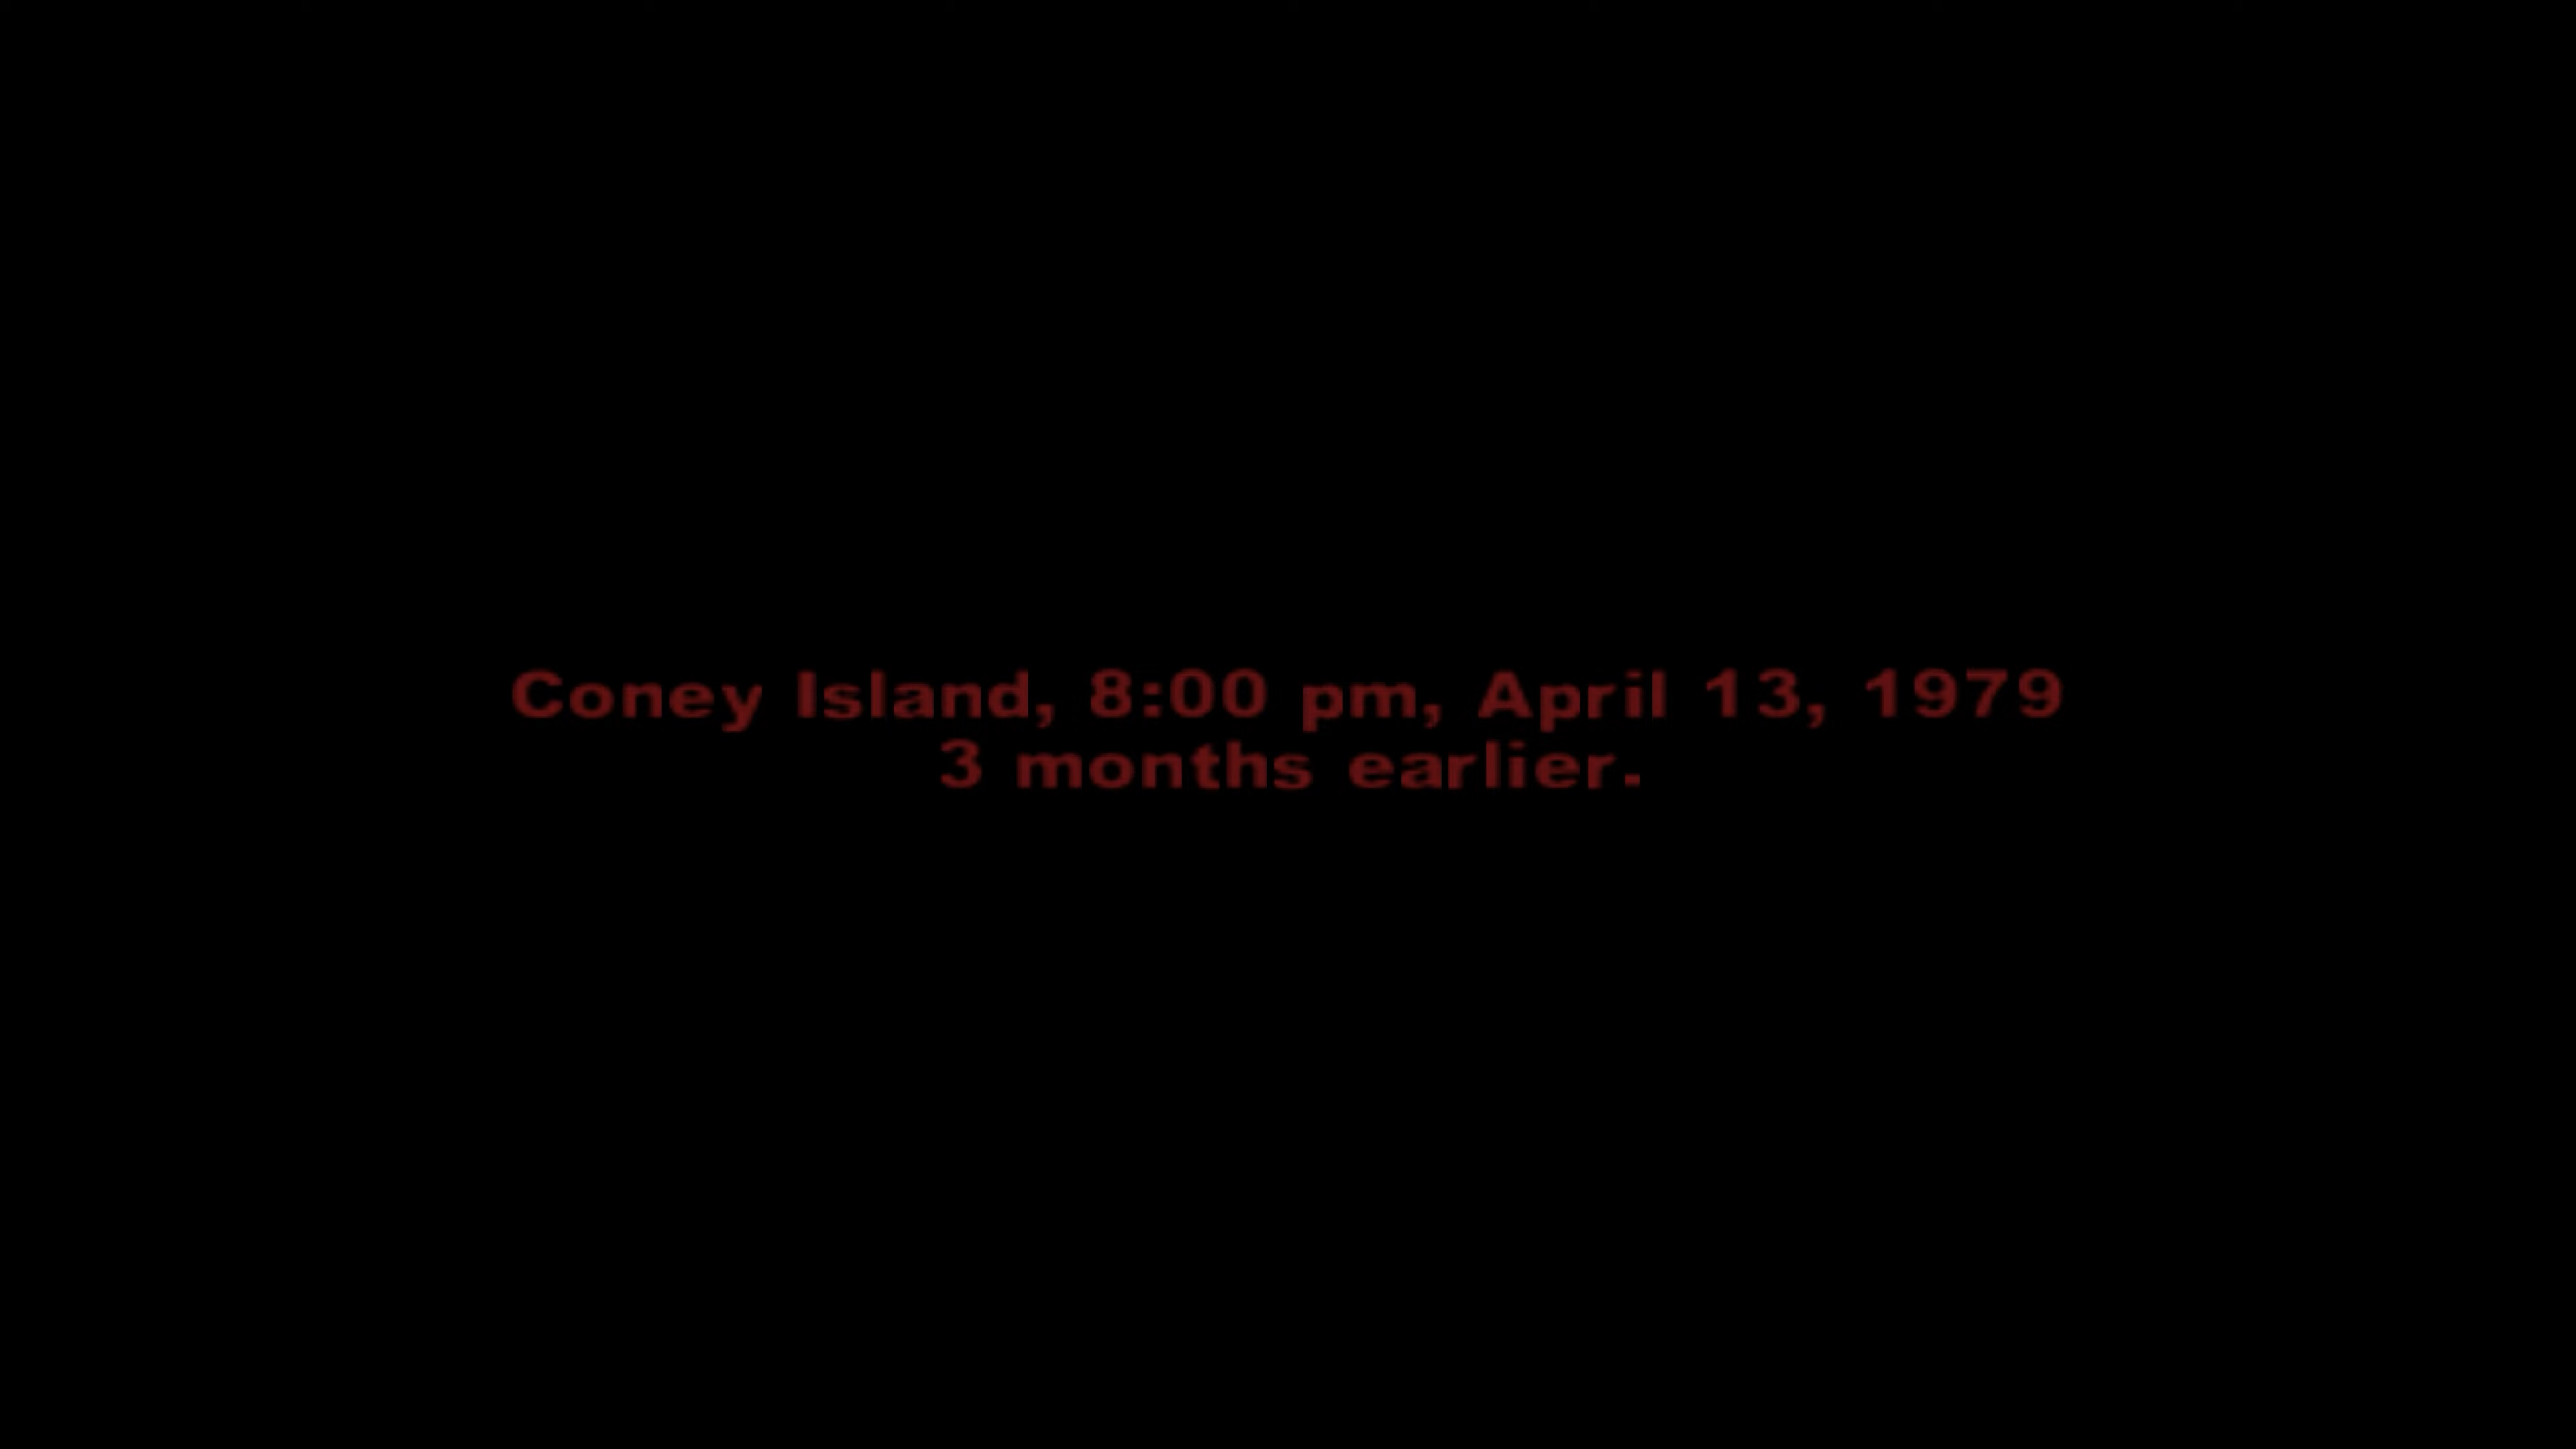 Coney Island, 8:00 pm, April 13, 1979
3 months earlier.